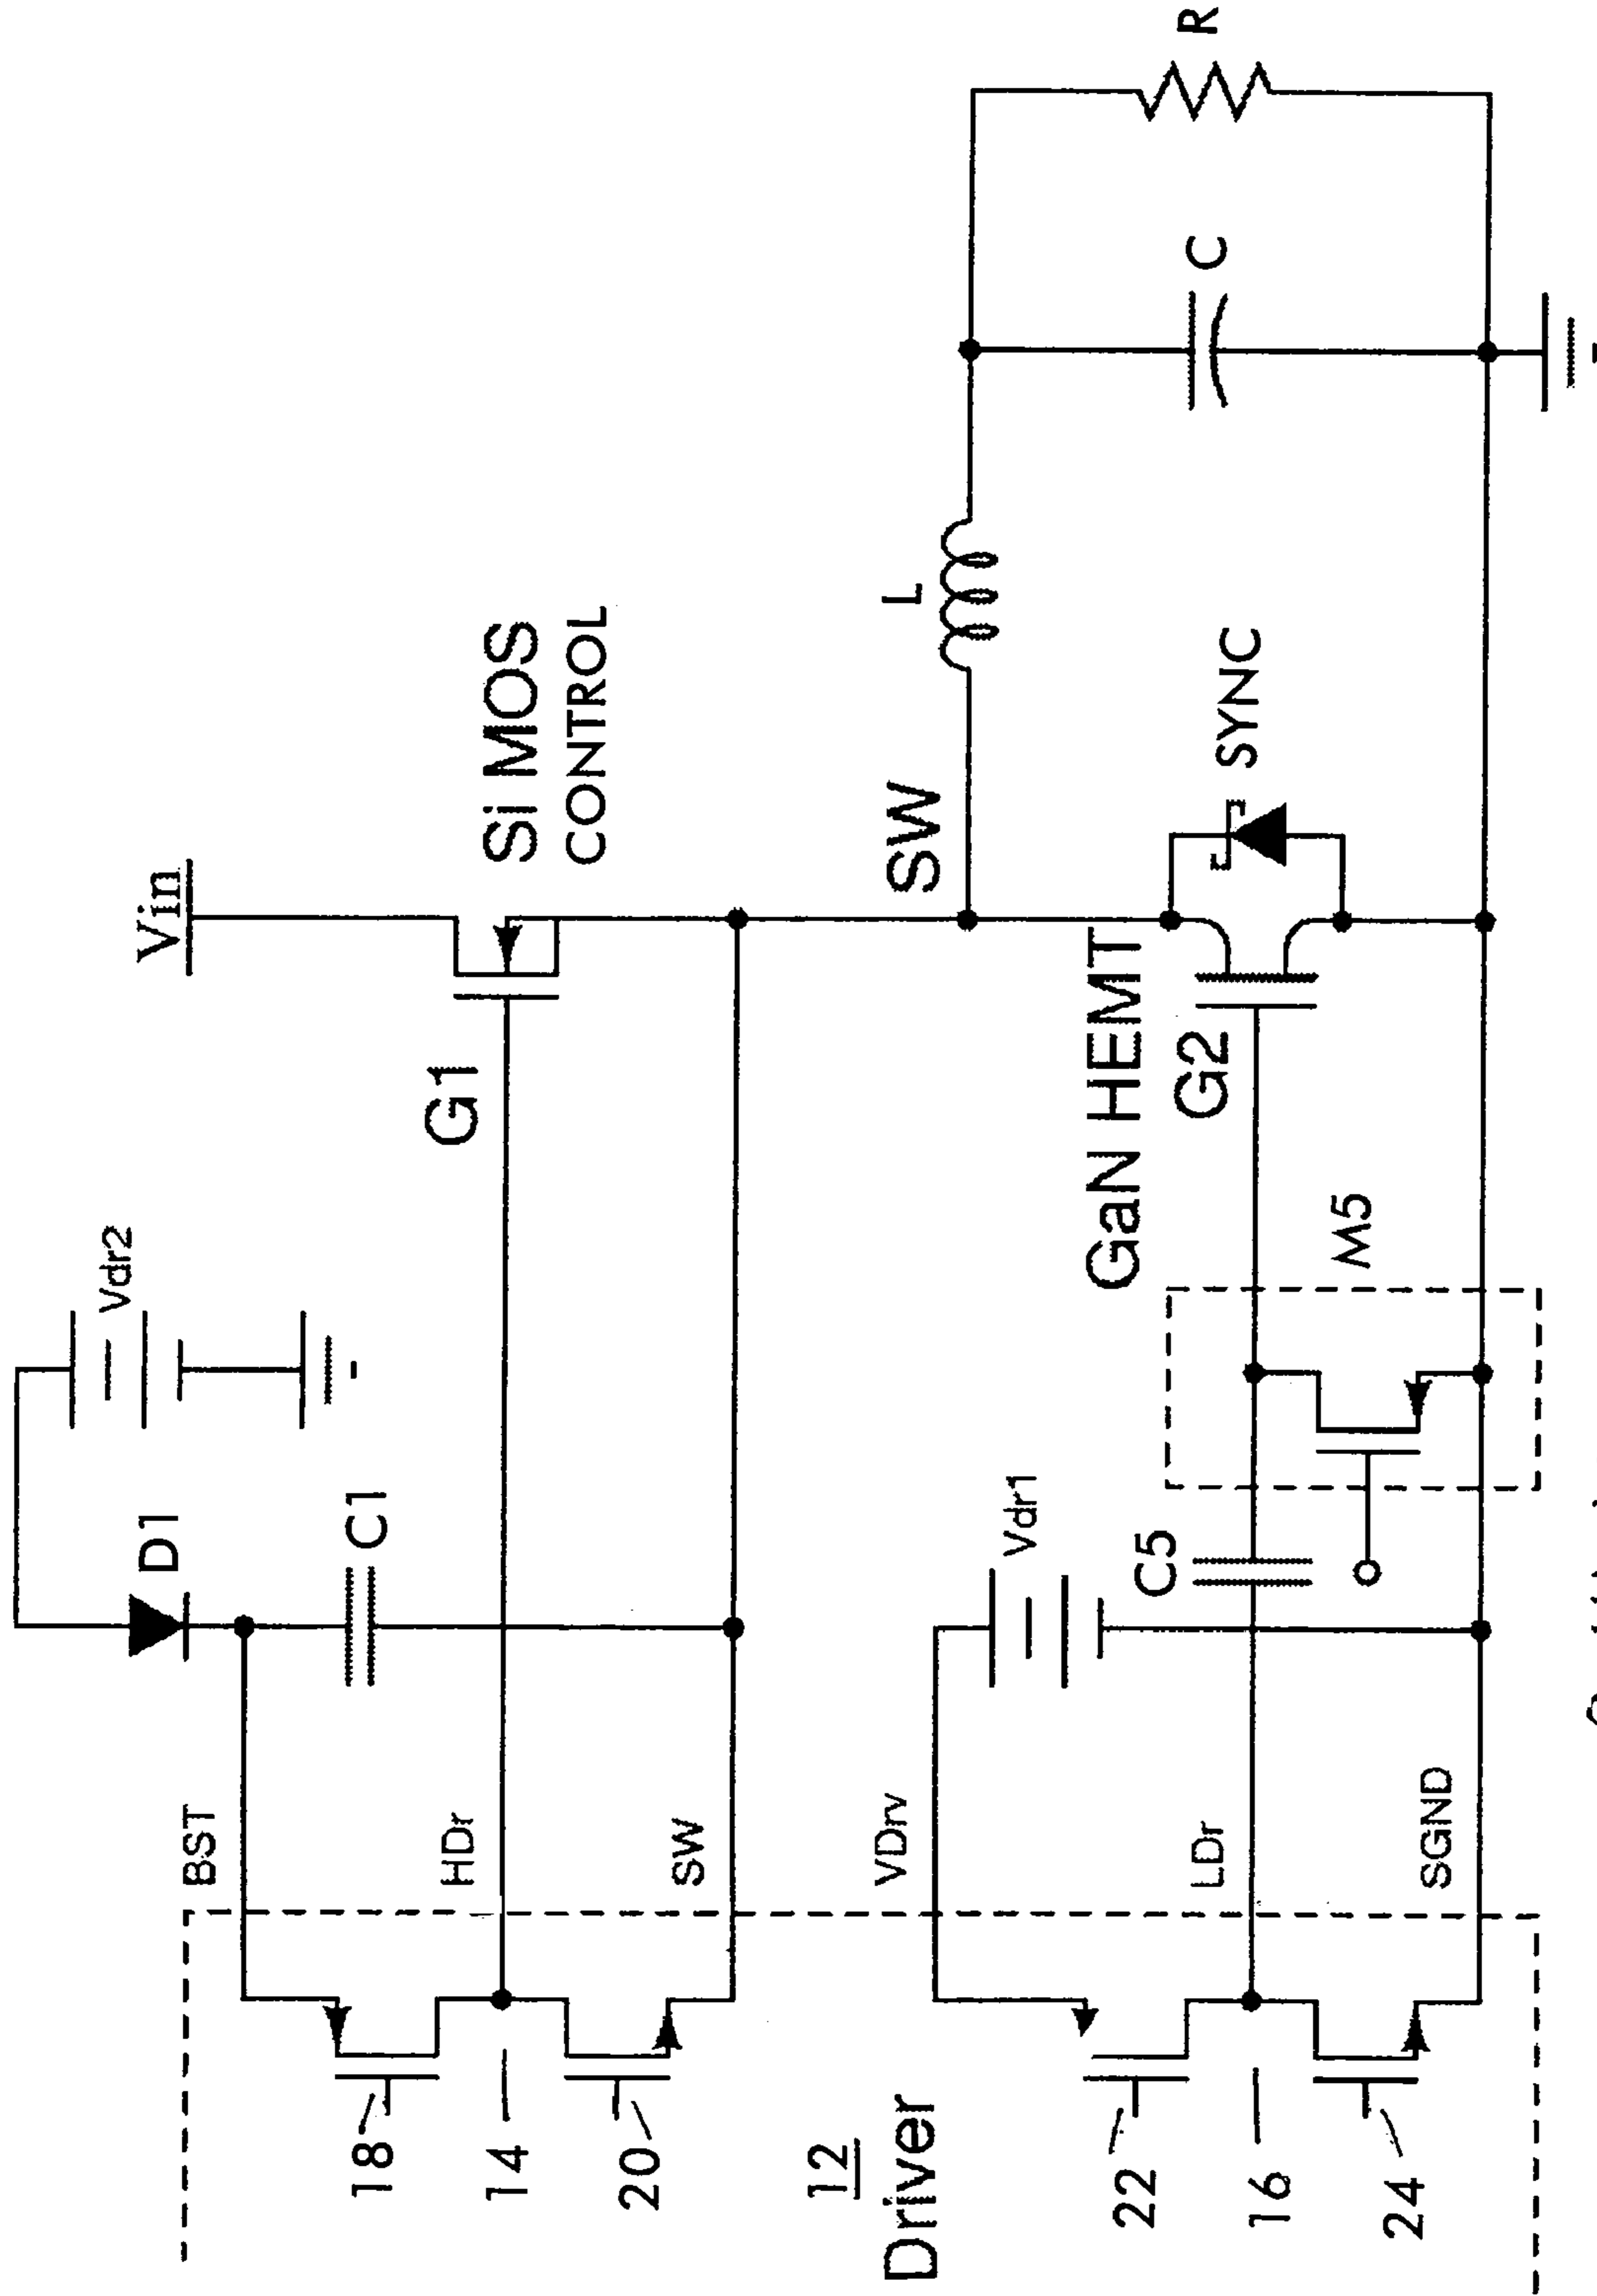 Vin
Vdr2
D1
C1
BST
G1
Si MOS
CONTROL
HDr
SW
18
14
20
12
Driver
VDrv
Vdr1
SW
L
C
R
GaN HEMT
G2
SYNC
C5
M5
LDr
SGND
22
16
24